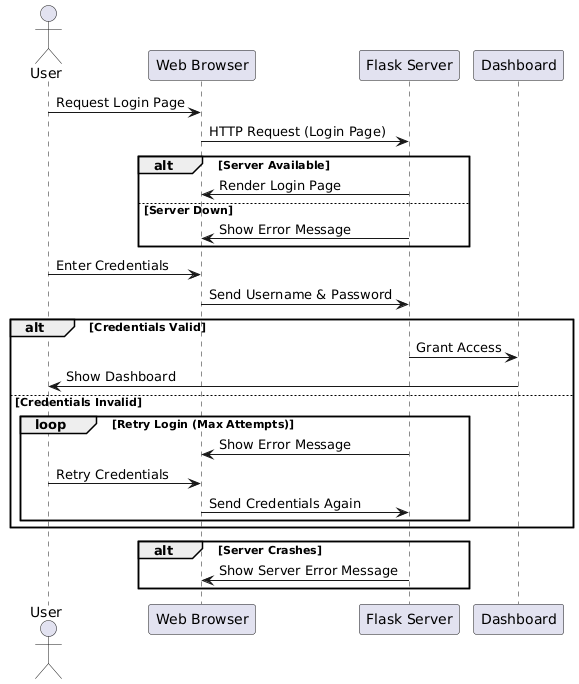 User
Web Browser
Flask Server
Dashboard
Request Login Page
HTTP Request (Login Page)
alt
[Server Available]
Render Login Page
[Server Down]
Show Error Message
Enter Credentials
Send Username & Password
alt
[Credentials Valid]
Grant Access
Show Dashboard
[Credentials Invalid]
loop
[Retry Login (Max Attempts)]
Show Error Message
Retry Credentials
Send Credentials Again
alt
[Server Crashes]
Show Server Error Message
User
Web Browser
Flask Server
Dashboard